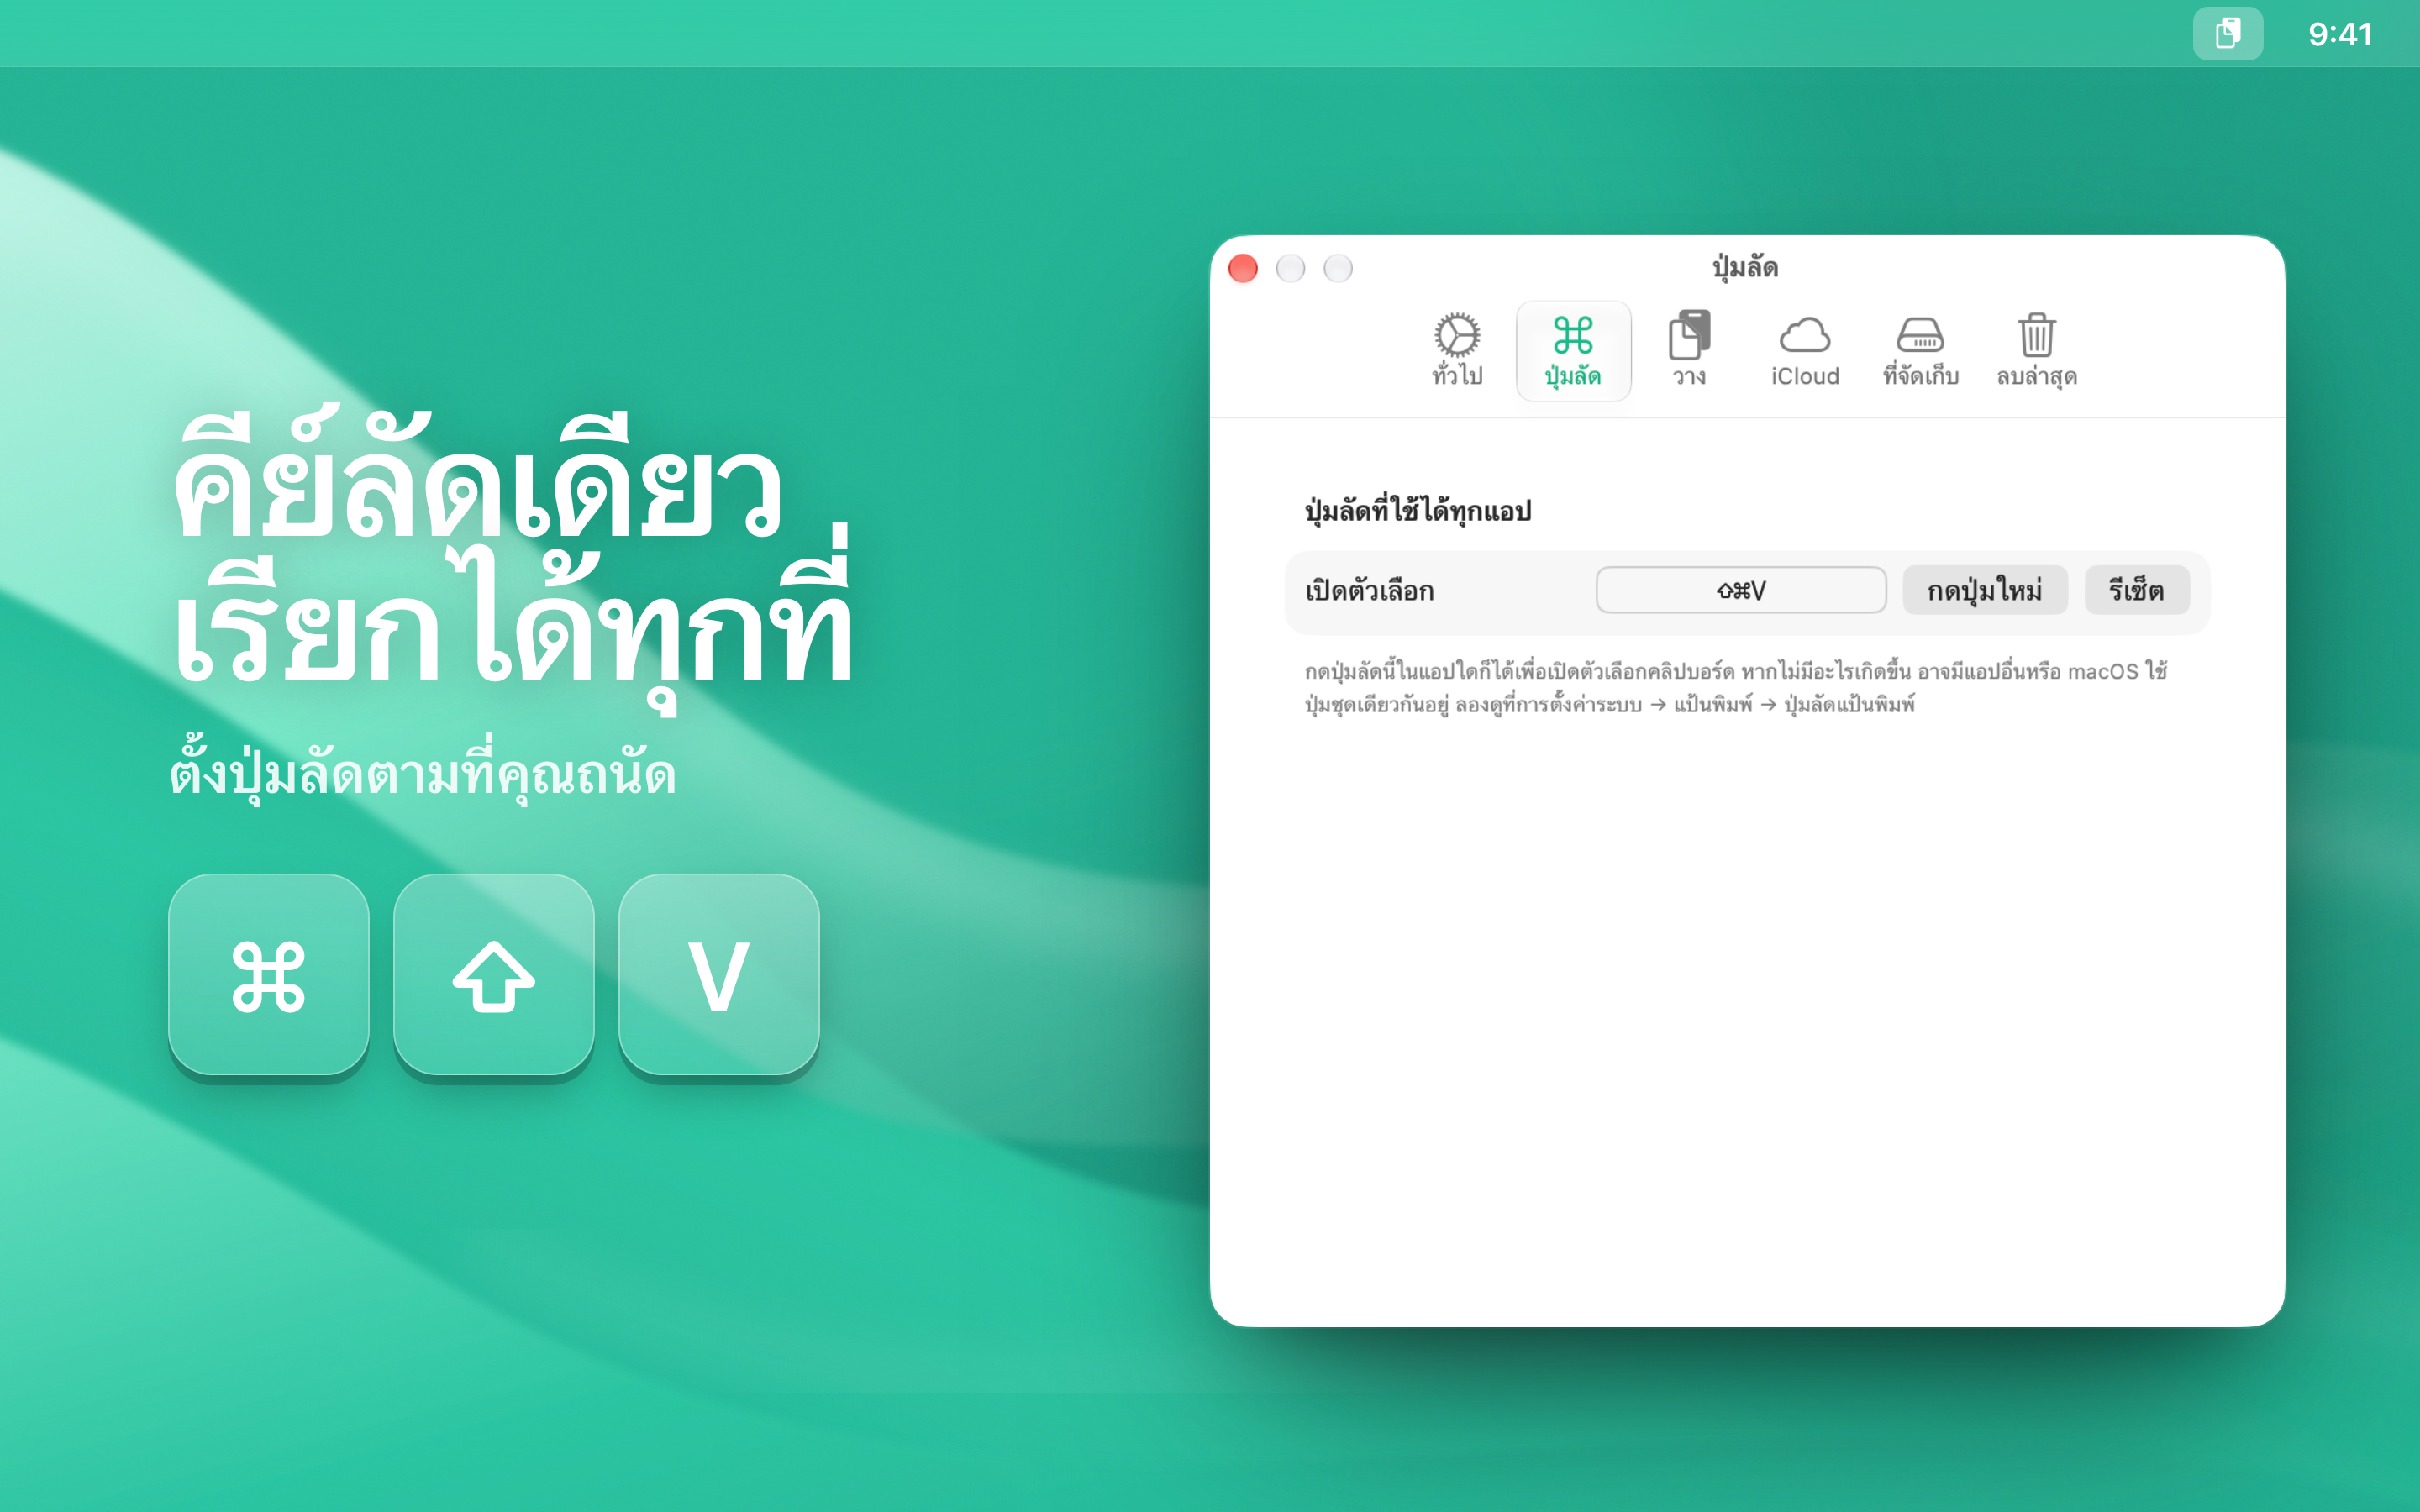 9:41
คีย์ลัดเดียว
เรียกได้ทุกที่
ตั้งปุ่มลัดตามที่คุณถนัด
⌘ ⇧ V
ปุ่มลัด
ทั่วไป ปุ่มลัด วาง iCloud ที่จัดเก็บ ลบล่าสุด
ปุ่มลัดที่ใช้ได้ทุกแอป
เปิดตัวเลือก ⇧⌘V กดปุ่มใหม่ รีเซ็ต
กดปุ่มลัดนี้ในแอปใดก็ได้เพื่อเปิดตัวเลือกคลิปบอร์ด หากไม่มีอะไรเกิดขึ้น อาจมีแอปอื่นหรือ macOS ใช้
ปุ่มชุดเดียวกันอยู่ ลองดูที่การตั้งค่าระบบ → แป้นพิมพ์ → ปุ่มลัดแป้นพิมพ์